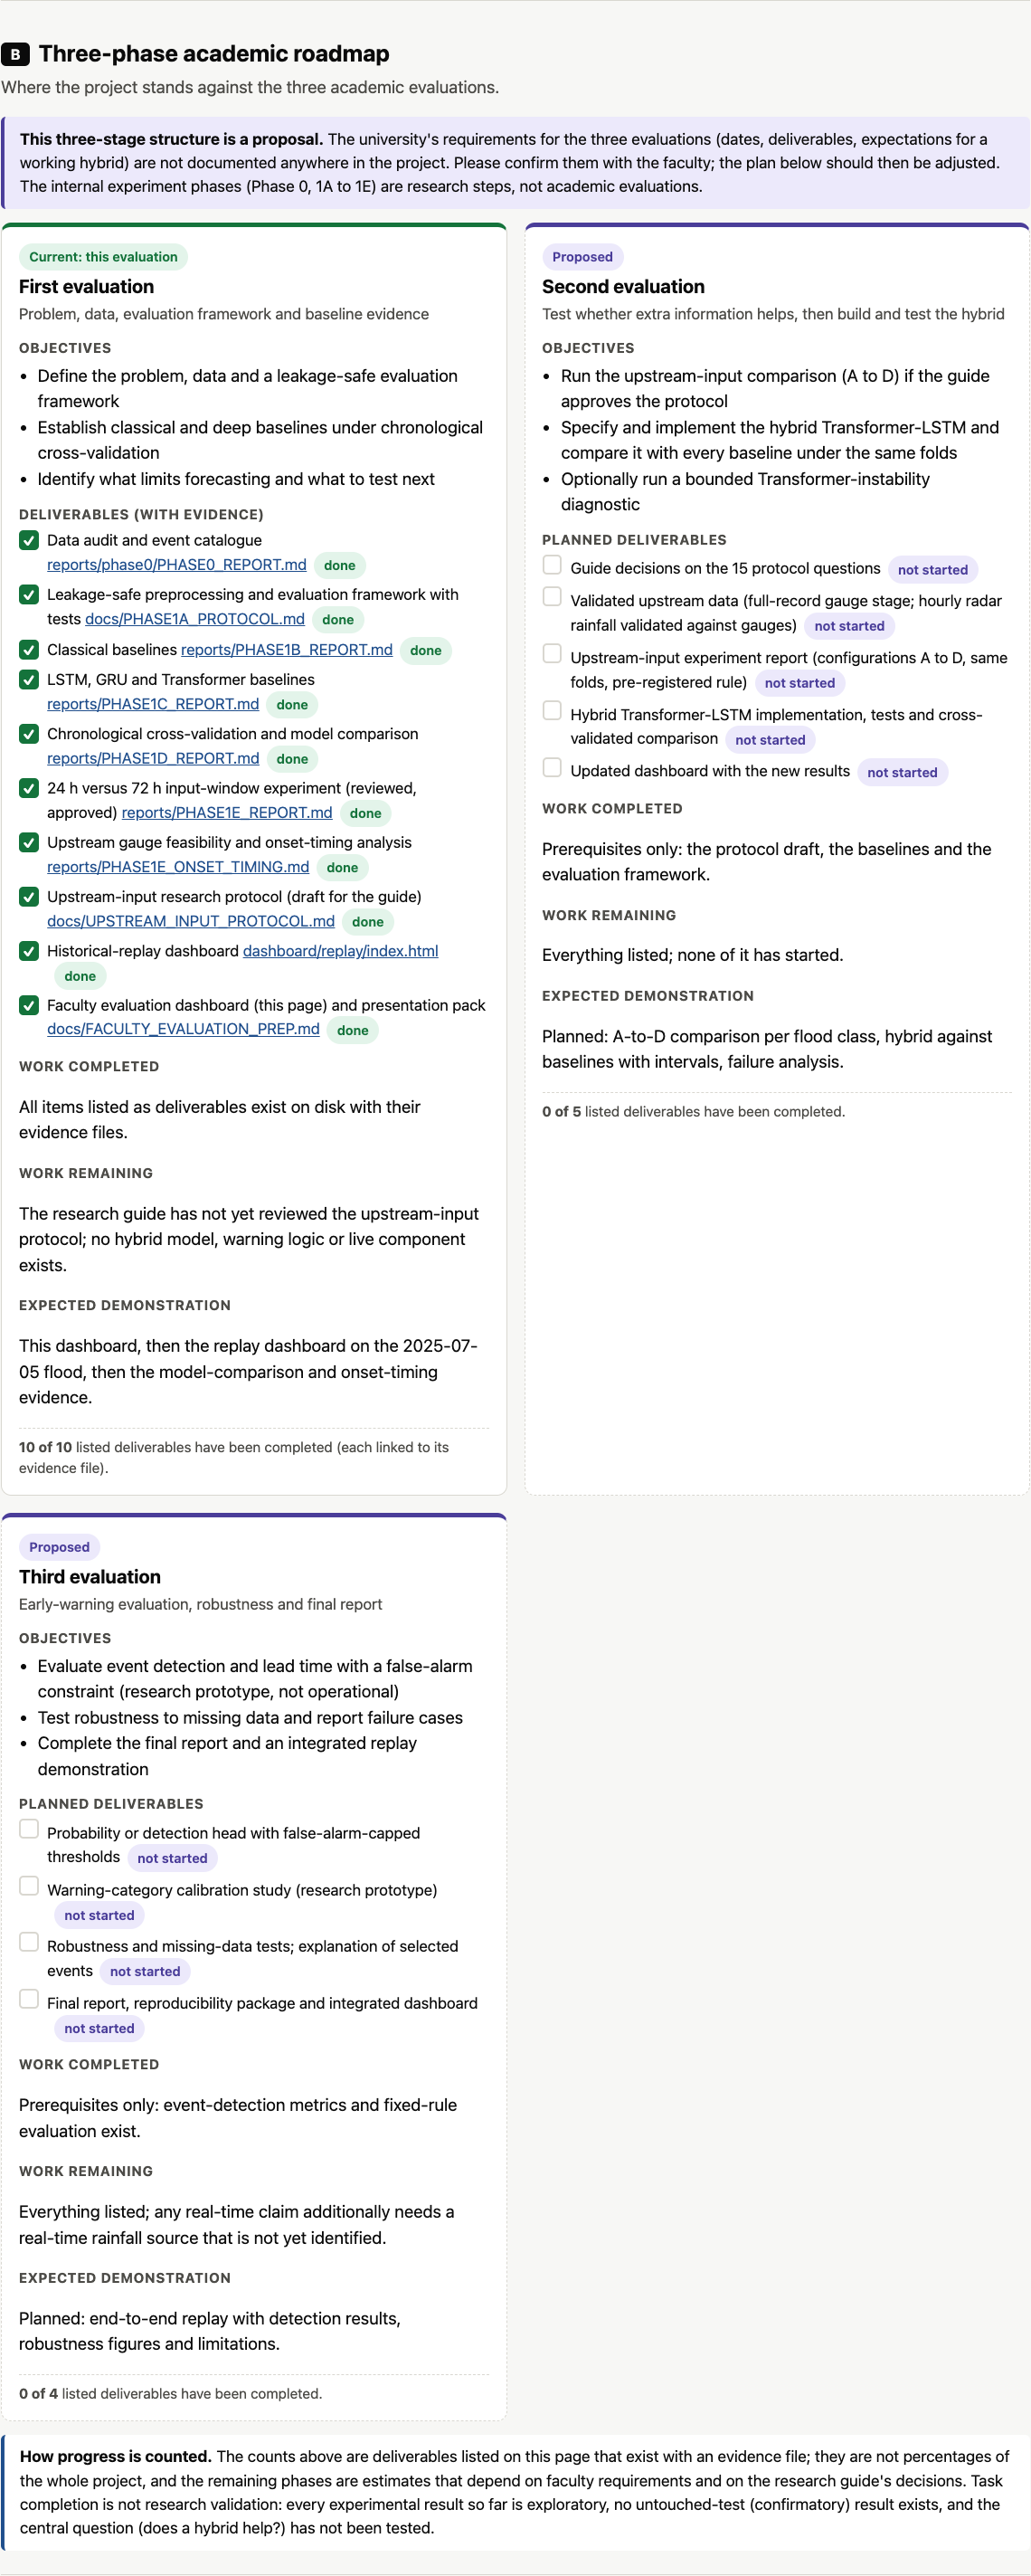 B Three-phase academic roadmap
Where the project stands against the three academic evaluations.
This three-stage structure is a proposal. The university's requirements for the three evaluations (dates, deliverables, expectations for a
working hybrid) are not documented anywhere in the project. Please confirm them with the faculty; the plan below should then be adjusted.
The internal experiment phases (Phase 0, 1A to 1E) are research steps, not academic evaluations.
Current: this evaluation
First evaluation
Problem, data, evaluation framework and baseline evidence
OBJECTIVES
• Define the problem, data and a leakage-safe evaluation
framework
• Establish classical and deep baselines under chronological
cross-validation
• Identify what limits forecasting and what to test next
DELIVERABLES (WITH EVIDENCE)
Data audit and event catalogue
reports/phase0/PHASE0_REPORT.md done
Leakage-safe preprocessing and evaluation framework with
tests docs/PHASE1A_PROTOCOL.md done
Classical baselines reports/PHASE1B_REPORT.md done
LSTM, GRU and Transformer baselines
reports/PHASE1C_REPORT.md done
Chronological cross-validation and model comparison
reports/PHASE1D_REPORT.md done
24 h versus 72 h input-window experiment (reviewed,
approved) reports/PHASE1E_REPORT.md done
Upstream gauge feasibility and onset-timing analysis
reports/PHASE1E_ONSET_TIMING.md done
Upstream-input research protocol (draft for the guide)
docs/UPSTREAM_INPUT_PROTOCOL.md done
Historical-replay dashboard dashboard/replay/index.html
done
Faculty evaluation dashboard (this page) and presentation pack
docs/FACULTY_EVALUATION_PREP.md done
WORK COMPLETED
All items listed as deliverables exist on disk with their
evidence files.
WORK REMAINING
The research guide has not yet reviewed the upstream-input
protocol; no hybrid model, warning logic or live component
exists.
EXPECTED DEMONSTRATION
This dashboard, then the replay dashboard on the 2025-07-
05 flood, then the model-comparison and onset-timing
evidence.
10 of 10 listed deliverables have been completed (each linked to its
evidence file).
Proposed
Second evaluation
Test whether extra information helps, then build and test the hybrid
OBJECTIVES
• Run the upstream-input comparison (A to D) if the guide
approves the protocol
• Specify and implement the hybrid Transformer-LSTM and
compare it with every baseline under the same folds
• Optionally run a bounded Transformer-instability
diagnostic
PLANNED DELIVERABLES
Guide decisions on the 15 protocol questions not started
Validated upstream data (full-record gauge stage; hourly radar
rainfall validated against gauges) not started
Upstream-input experiment report (configurations A to D, same
folds, pre-registered rule) not started
Hybrid Transformer-LSTM implementation, tests and cross-
validated comparison not started
Updated dashboard with the new results not started
WORK COMPLETED
Prerequisites only: the protocol draft, the baselines and the
evaluation framework.
WORK REMAINING
Everything listed; none of it has started.
EXPECTED DEMONSTRATION
Planned: A-to-D comparison per flood class, hybrid against
baselines with intervals, failure analysis.
0 of 5 listed deliverables have been completed.
Proposed
Third evaluation
Early-warning evaluation, robustness and final report
OBJECTIVES
• Evaluate event detection and lead time with a false-alarm
constraint (research prototype, not operational)
• Test robustness to missing data and report failure cases
• Complete the final report and an integrated replay
demonstration
PLANNED DELIVERABLES
Probability or detection head with false-alarm-capped
thresholds not started
Warning-category calibration study (research prototype)
not started
Robustness and missing-data tests; explanation of selected
events not started
Final report, reproducibility package and integrated dashboard
not started
WORK COMPLETED
Prerequisites only: event-detection metrics and fixed-rule
evaluation exist.
WORK REMAINING
Everything listed; any real-time claim additionally needs a
real-time rainfall source that is not yet identified.
EXPECTED DEMONSTRATION
Planned: end-to-end replay with detection results,
robustness figures and limitations.
0 of 4 listed deliverables have been completed.
How progress is counted. The counts above are deliverables listed on this page that exist with an evidence file; they are not percentages of
the whole project, and the remaining phases are estimates that depend on faculty requirements and on the research guide's decisions. Task
completion is not research validation: every experimental result so far is exploratory, no untouched-test (confirmatory) result exists, and the
central question (does a hybrid help?) has not been tested.